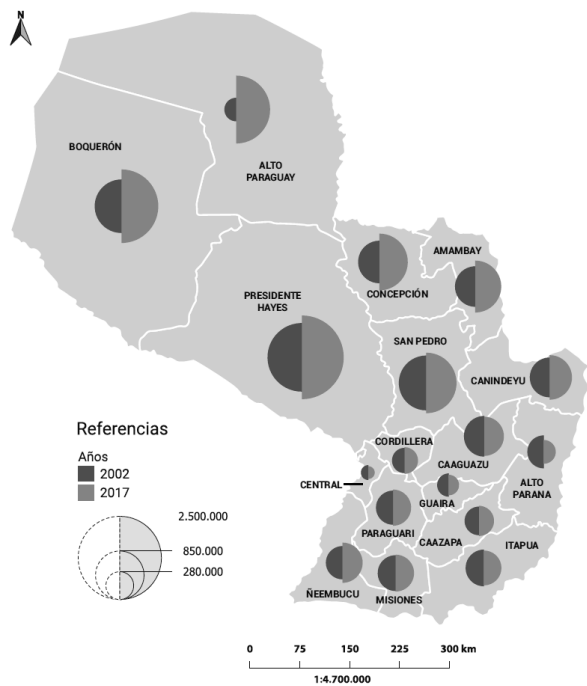 N
BOQUERÓN
ALTO
PARAGUAY
AMAMBAY
CONCEPCIÓN
PRESIDENTE
HAYES
SAN PEDRO
CANINDEYU
CORDILLERA
CAAGUAZU
CENTRAL
GUAIRA
ALTO
PARANA
PARAGUARI
CAAZAPA
ITAPUA
ÑEEMBUCU
MISIONES
Referencias
Años
2002
2017
2.500.000
850.000
280.000
0 75 150 225 300 km
1:4.700.000